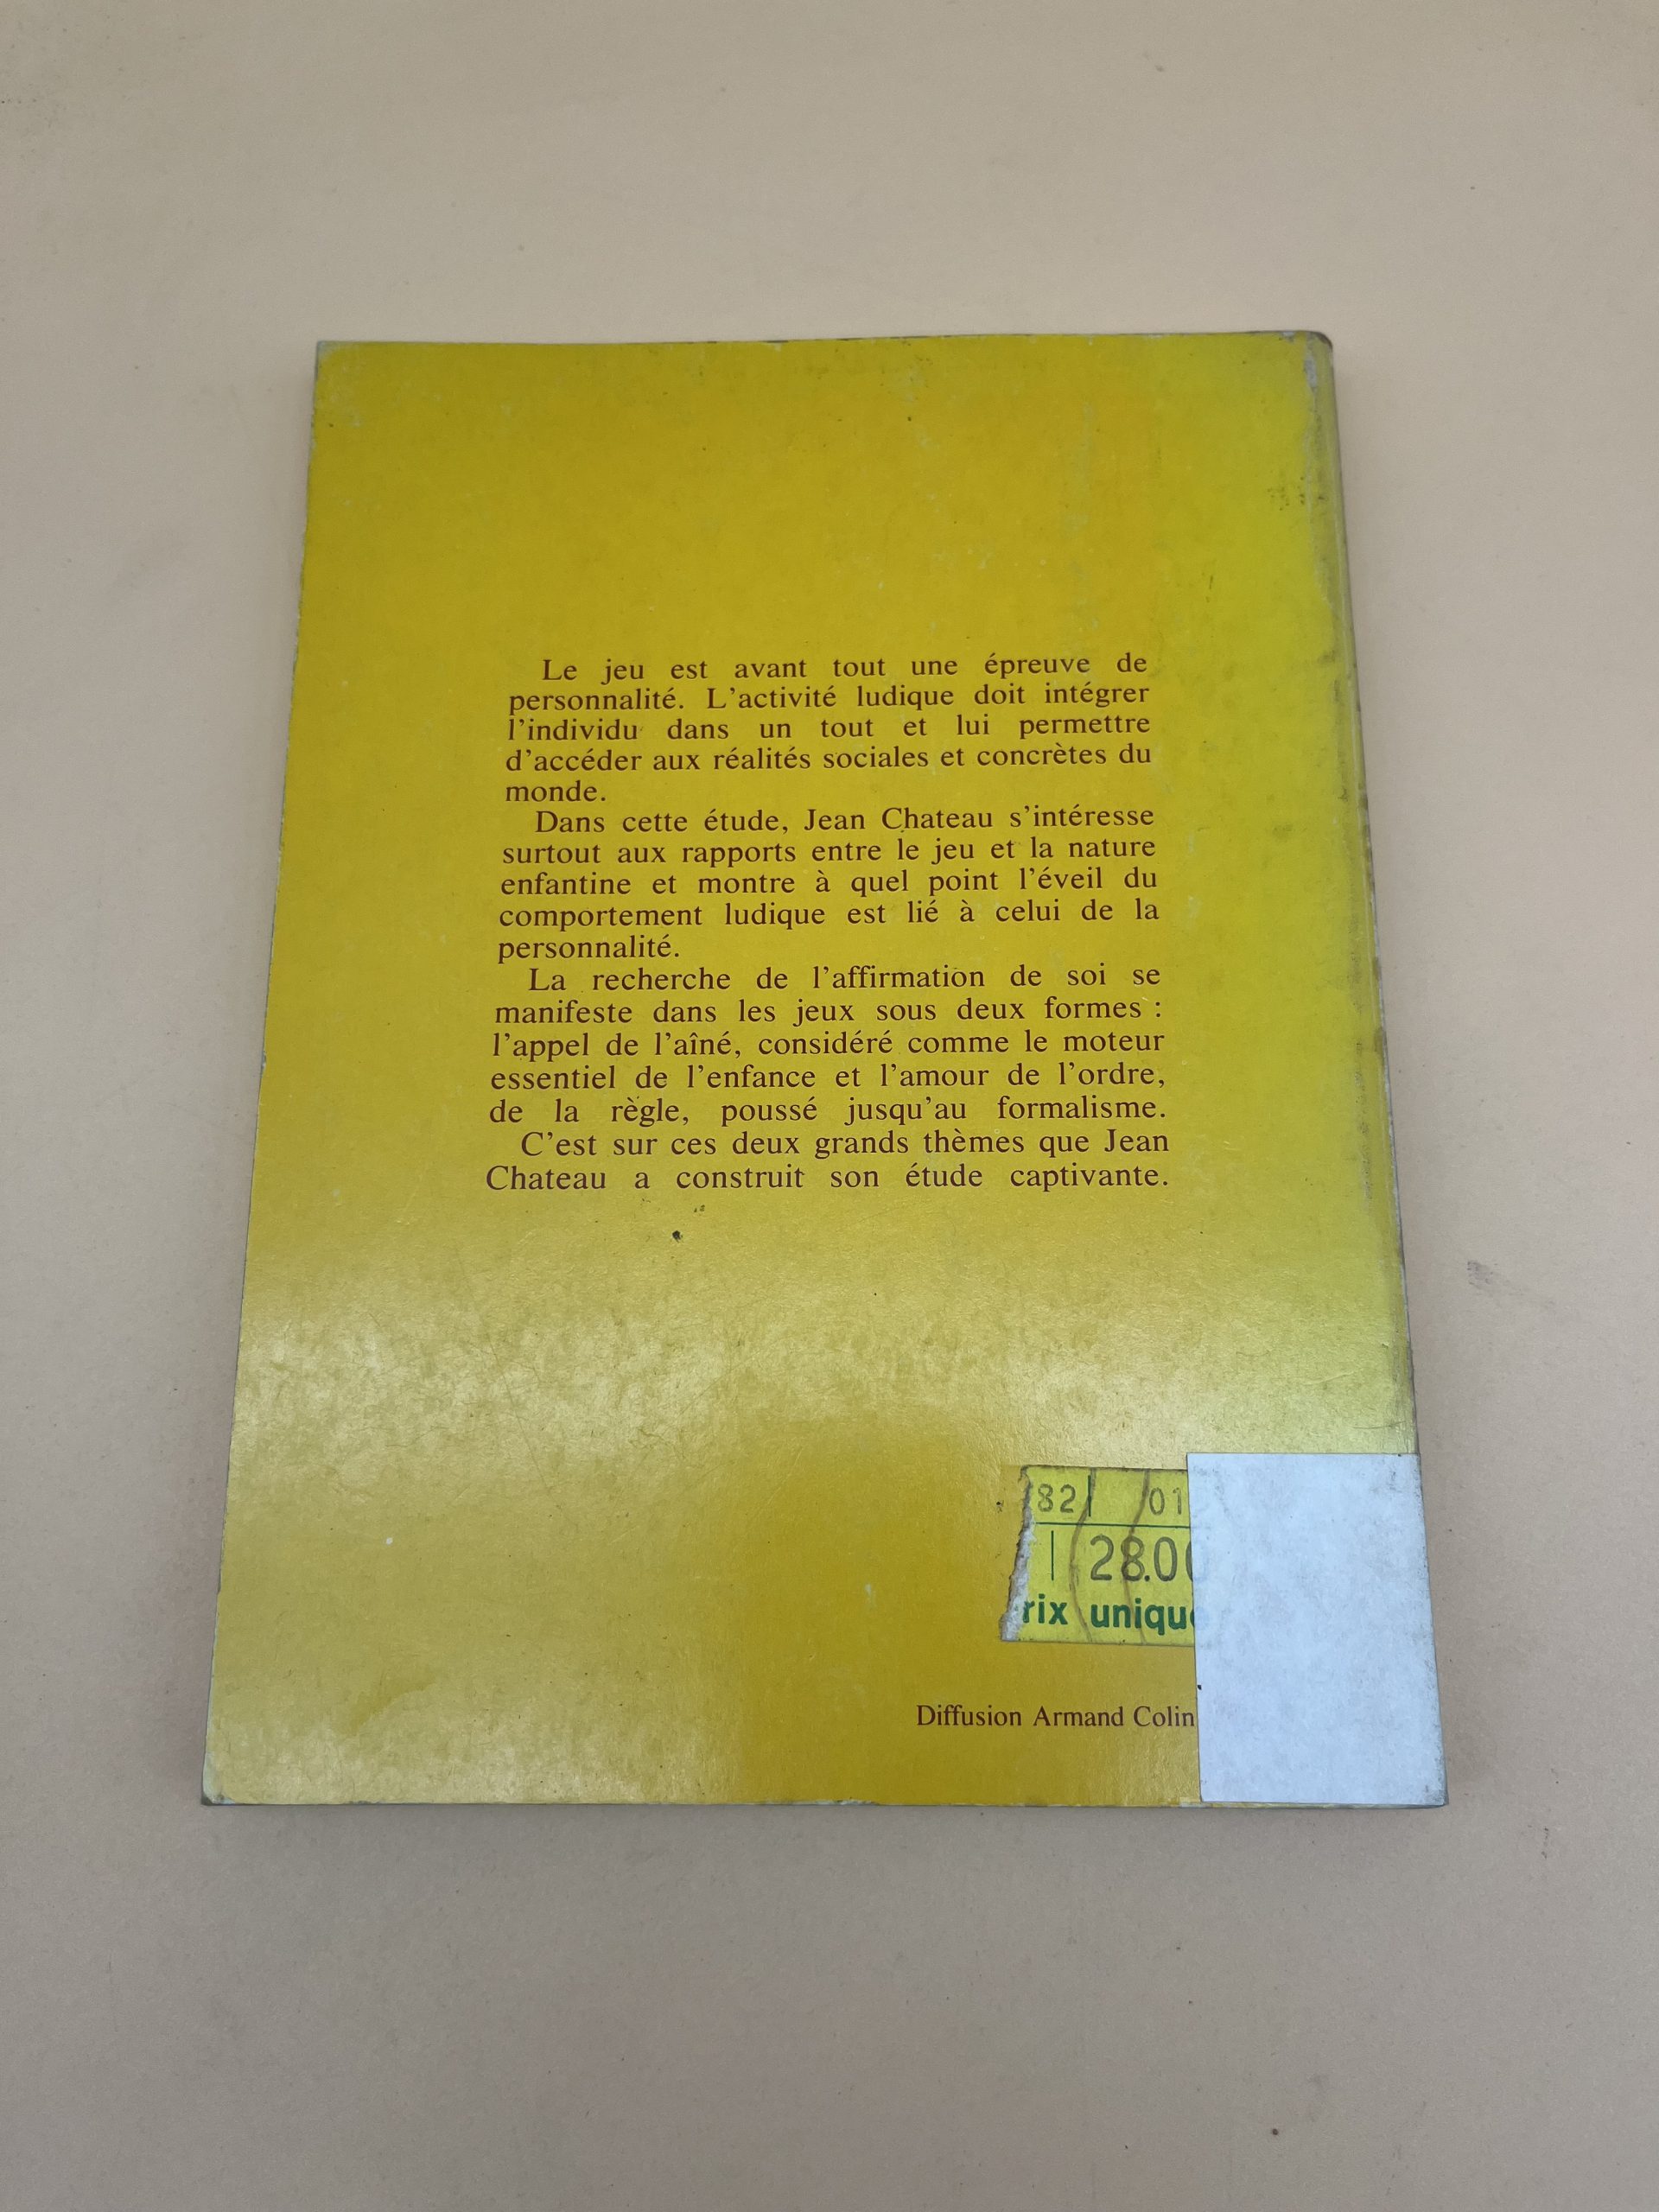 Le jeu est avant tout une épreuve de
personnalité. L'activité ludique doit intégrer
l'individu dans un tout et lui permettre
d'accéder aux réalités sociales et concrètes du
monde.
Dans cette étude, Jean Chateau s'intéresse
surtout aux rapports entre le jeu et la nature
enfantine et montre à quel point l'éveil du
comportement ludique est lié à celui de la
personnalité.
La recherche de l'affirmation de soi se
manifeste dans les jeux sous deux formes :
l'appel de l'aîné, considéré comme le moteur
essentiel de l'enfance et l'amour de l'ordre,
de la règle, poussé jusqu'au formalisme.
C'est sur ces deux grands thèmes que Jean
Chateau a construit son étude captivante.
82 01
28.00
rix unique
Diffusion Armand Colin